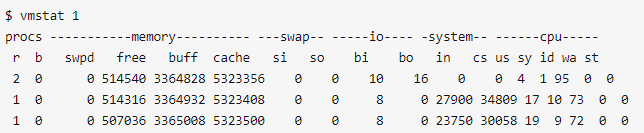 $ vmstat 1
procs -----------memory---------- ---swap-- -----io---- -system-- ------cpu-----
 r  b   swpd   free   buff  cache   si   so    bi    bo   in   cs us sy id wa st
 2  0      0 514540 3364828 5323356    0    0    10    16    0    0  4  1 95  0  0
 1  0      0 514316 3364932 5323408    0    0     8     0 27900 34809 17 10 73  0  0
 1  0      0 507036 3365008 5323500    0    0     8     0 23750 30058 19  9 72  0  0